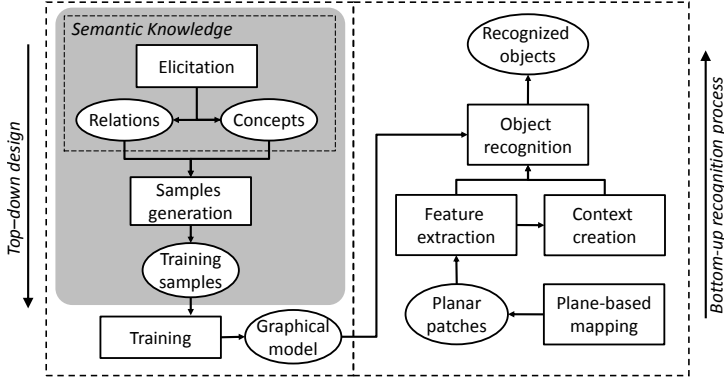 Top–down design
Semantic Knowledge
Elicitation
Relations
Concepts
Samples
generation
Training
samples
Training
Graphical
model
Recognized
objects
Object
recognition
Feature
extraction
Context
creation
Planar
patches
Plane-based
mapping
Bottom-up recognition process